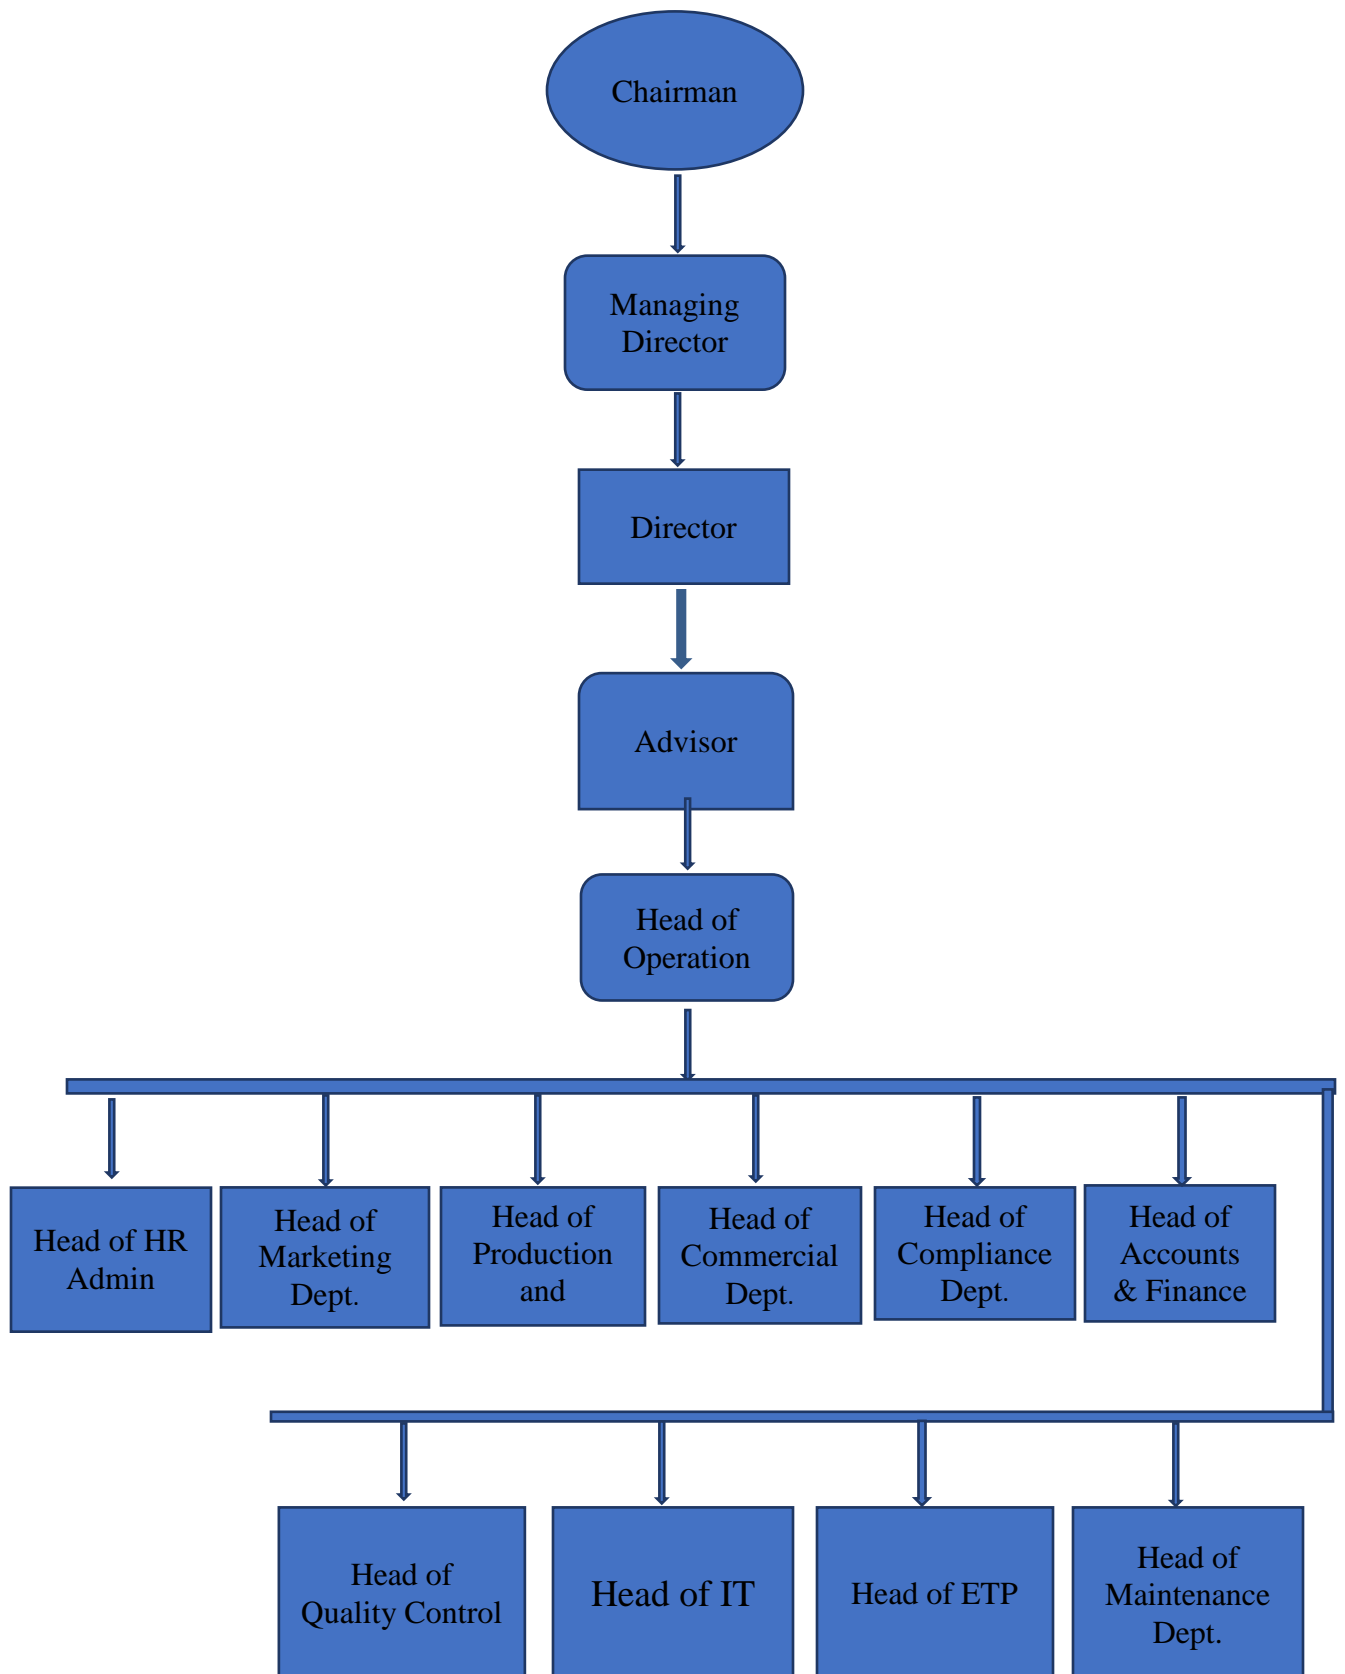 Chairman
Managing
Director
Director
Advisor
Head of
Operation
Head of HR
Admin
Head of
Marketing
Dept.
Head of
Production
and
Head of
Commercial
Dept.
Head of
Compliance
Dept.
Head of
Accounts
& Finance
Head of
Quality Control
Head of IT
Head of ETP
Head of
Maintenance
Dept.